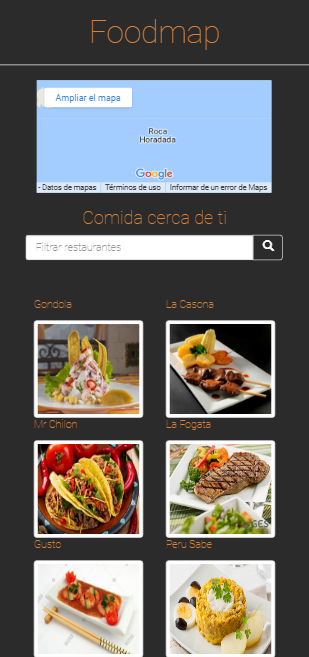 Foodmap
Ampliar el mapa
Roca
Horadada
Google
- Datos de mapas Términos de uso Informar de un error de Maps
Comida cerca de ti
Filtrar restaurantes
Gondola La Casona
Mr Chilon La Fogata
Gusto Peru Sabe